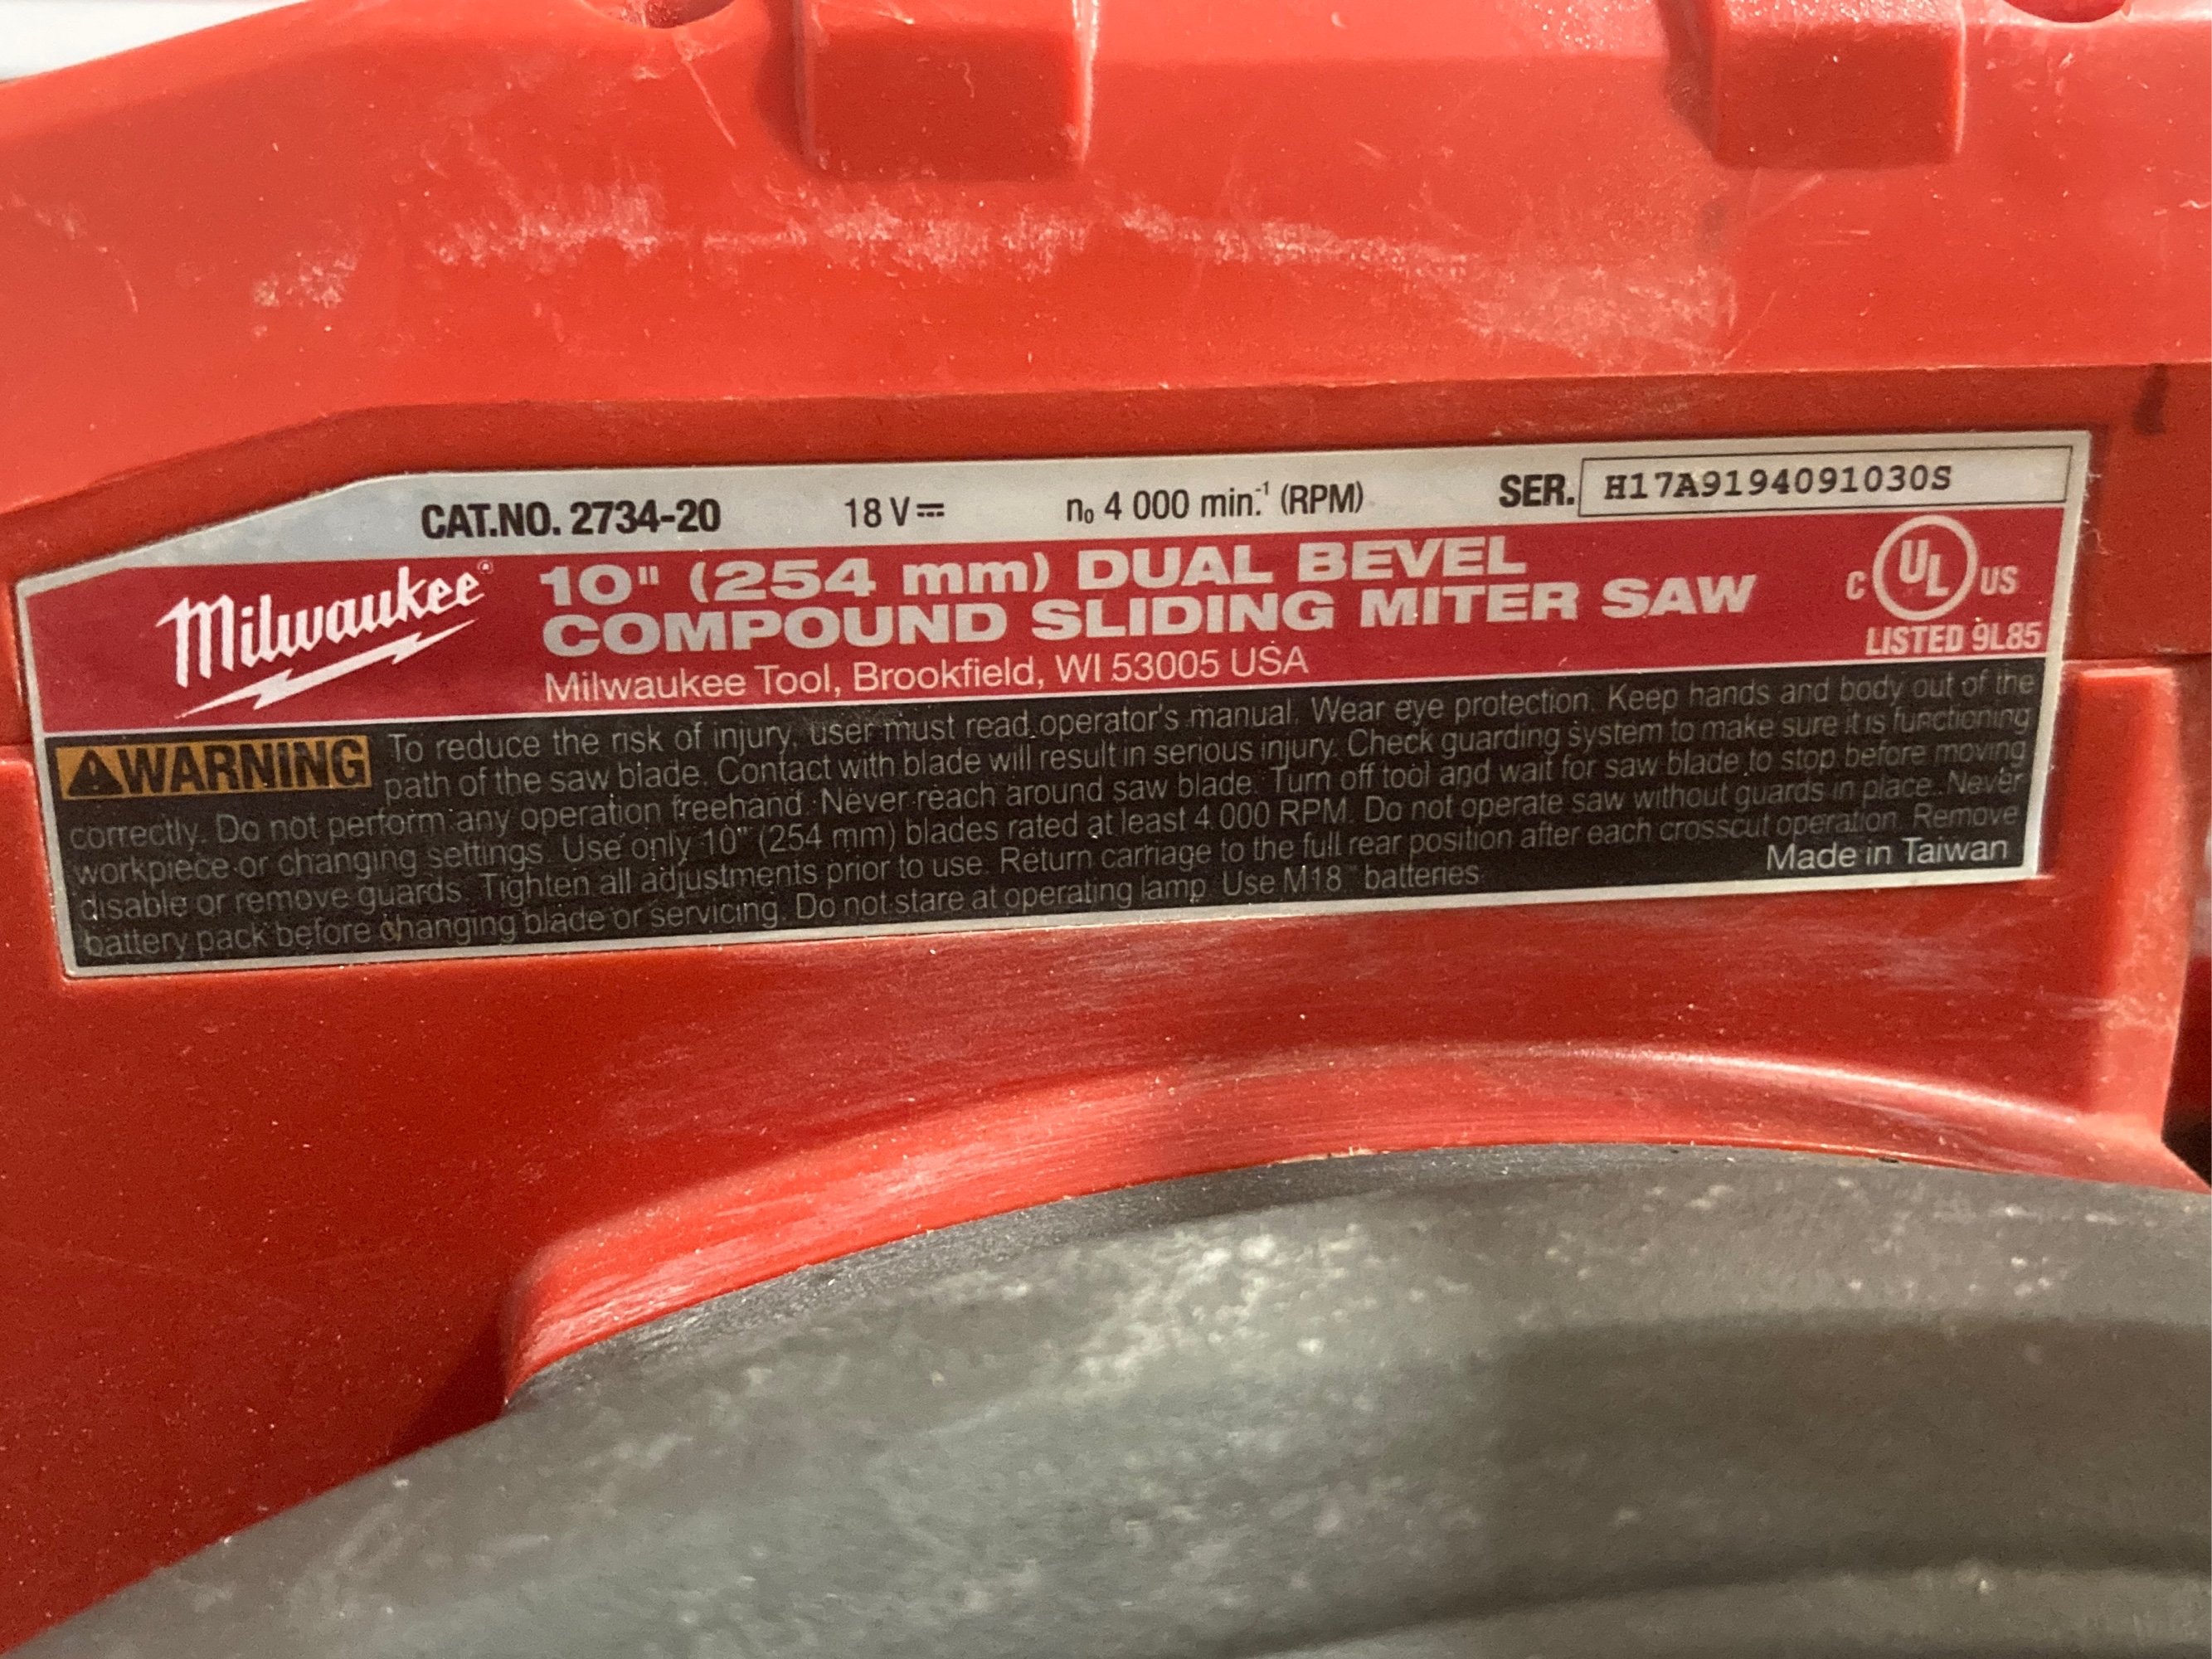 CAT.NO. 2734-20 18 V⎓ n₀ 4 000 min.⁻¹ (RPM) SER. H17A9194091030S
Milwaukee® 10" (254 mm) DUAL BEVEL
COMPOUND SLIDING MITER SAW C UL US
Milwaukee Tool, Brookfield, WI 53005 USA LISTED 9L85
⚠WARNING To reduce the risk of injury, user must read operator's manual. Wear eye protection. Keep hands and body out of the
path of the saw blade. Contact with blade will result in serious injury. Check guarding system to make sure it is functioning
correctly. Do not perform any operation freehand. Never reach around saw blade. Turn off tool and wait for saw blade to stop before moving
workpiece or changing settings. Use only 10" (254 mm) blades rated at least 4 000 RPM. Do not operate saw without guards in place. Never
disable or remove guards. Tighten all adjustments prior to use. Return carriage to the full rear position after each crosscut operation. Remove
battery pack before changing blade or servicing. Do not stare at operating lamp. Use M18™ batteries. Made in Taiwan